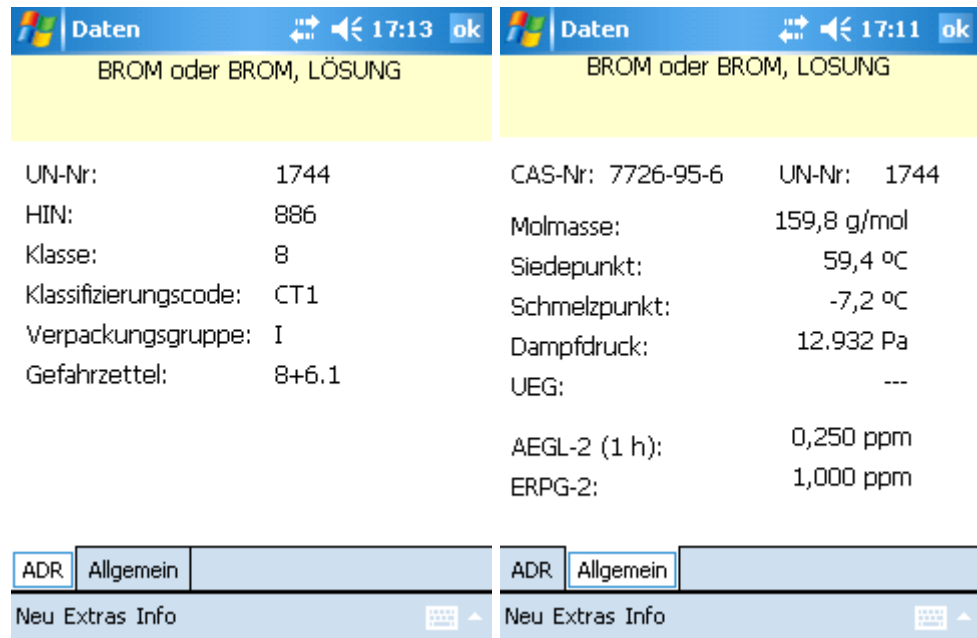 Daten 17:13 ok
BROM oder BROM, LÖSUNG
UN-Nr: 1744
HIN: 886
Klasse: 8
Klassifizierungscode: CT1
Verpackungsgruppe: I
Gefahrzettel: 8+6.1
ADR Allgemein
Neu Extras Info
Daten 17:11 ok
BROM oder BROM, LOSUNG
CAS-Nr: 7726-95-6 UN-Nr: 1744
Molmasse: 159,8 g/mol
Siedepunkt: 59,4 ºC
Schmelzpunkt: -7,2 ºC
Dampfdruck: 12.932 Pa
UEG: ---
AEGL-2 (1 h): 0,250 ppm
ERPG-2: 1,000 ppm
ADR Allgemein
Neu Extras Info